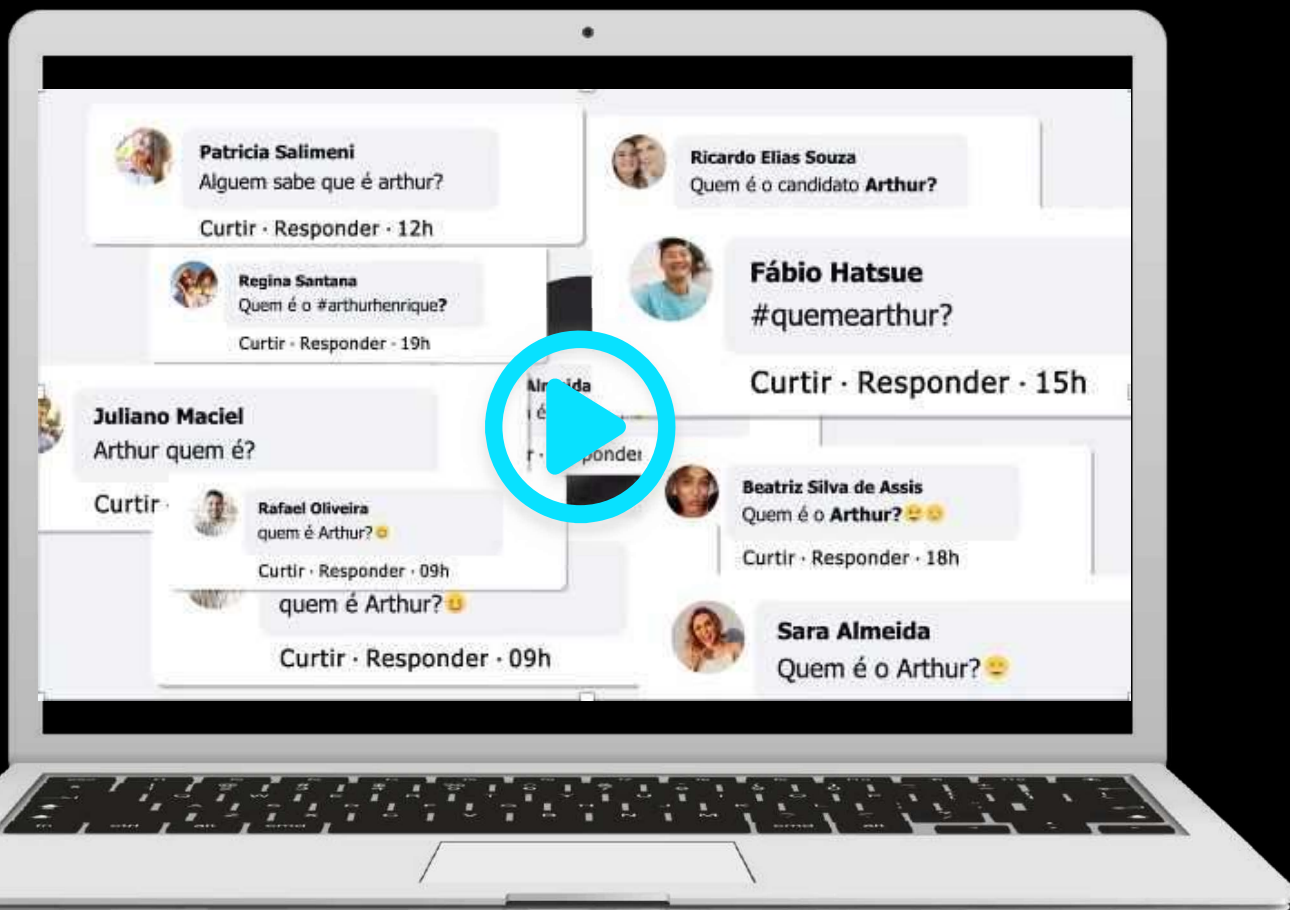 Patricia Salimeni
Alguem sabe que é arthur?
Curtir · Responder · 12h
Regina Santana
Quem é o #arthurhenrique?
Curtir · Responder · 19h
Juliano Maciel
Arthur quem é?
Curtir ·
Rafael Oliveira
quem é Arthur?
Curtir · Responder · 09h
quem é Arthur?
Curtir · Responder · 09h
Ricardo Elias Souza
Quem é o candidato Arthur?
Fábio Hatsue
#quemearthur?
Curtir · Responder · 15h
Beatriz Silva de Assis
Quem é o Arthur?
Curtir · Responder · 18h
Sara Almeida
Quem é o Arthur?